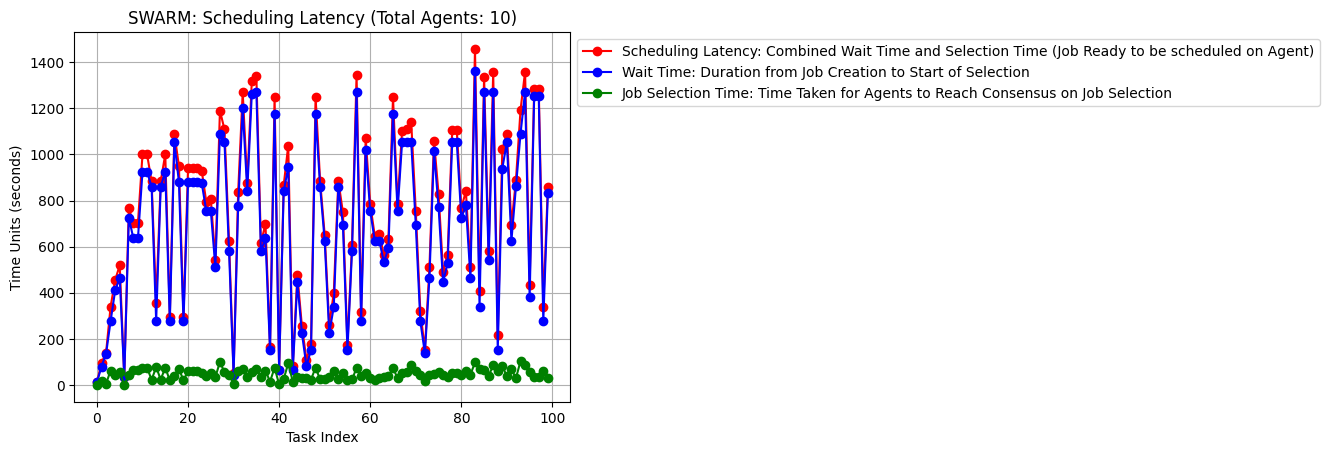 SWARM: Scheduling Latency (Total Agents: 10)
Scheduling Latency: Combined Wait Time and Selection Time (Job Ready to be scheduled on Agent)
Wait Time: Duration from Job Creation to Start of Selection
Job Selection Time: Time Taken for Agents to Reach Consensus on Job Selection
Time Units (seconds)
1400
1200
1000
800
600
400
200
0
0 20 40 60 80 100
Task Index